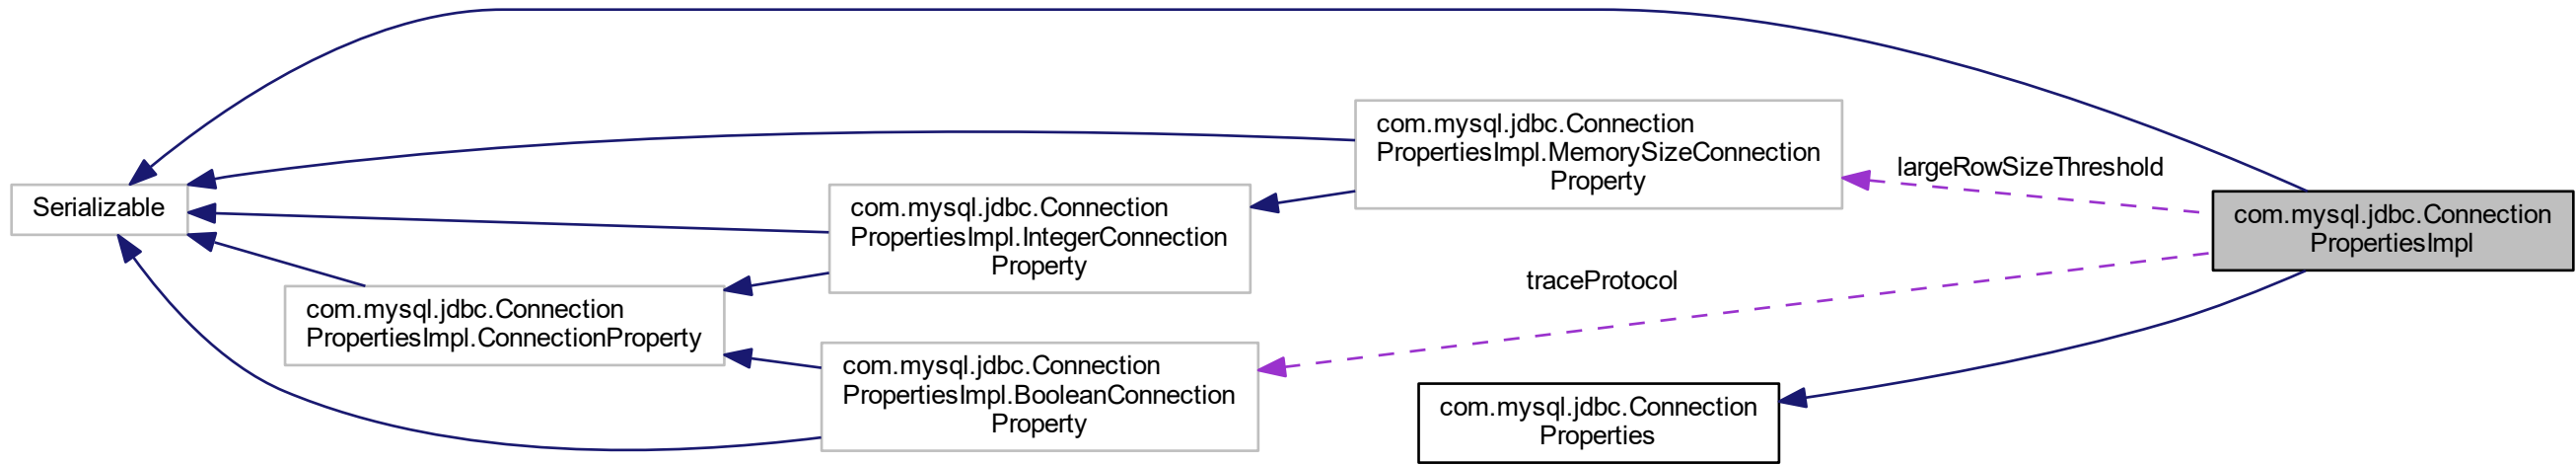 com.mysql.jdbc.Connection
PropertiesImpl.MemorySizeConnection
Property
largeRowSizeThreshold
Serializable
com.mysql.jdbc.Connection
PropertiesImpl.IntegerConnection
Property
com.mysql.jdbc.Connection
PropertiesImpl
traceProtocol
com.mysql.jdbc.Connection
PropertiesImpl.ConnectionProperty
com.mysql.jdbc.Connection
PropertiesImpl.BooleanConnection
Property
com.mysql.jdbc.Connection
Properties